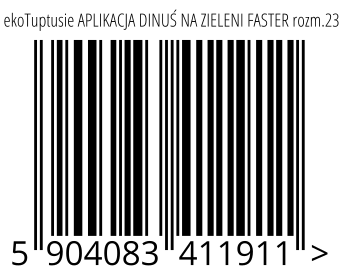 ekoTuptusie APLIKACJA DINUŚ NA ZIELENI FASTER rozm.23
5 904083 411911 >